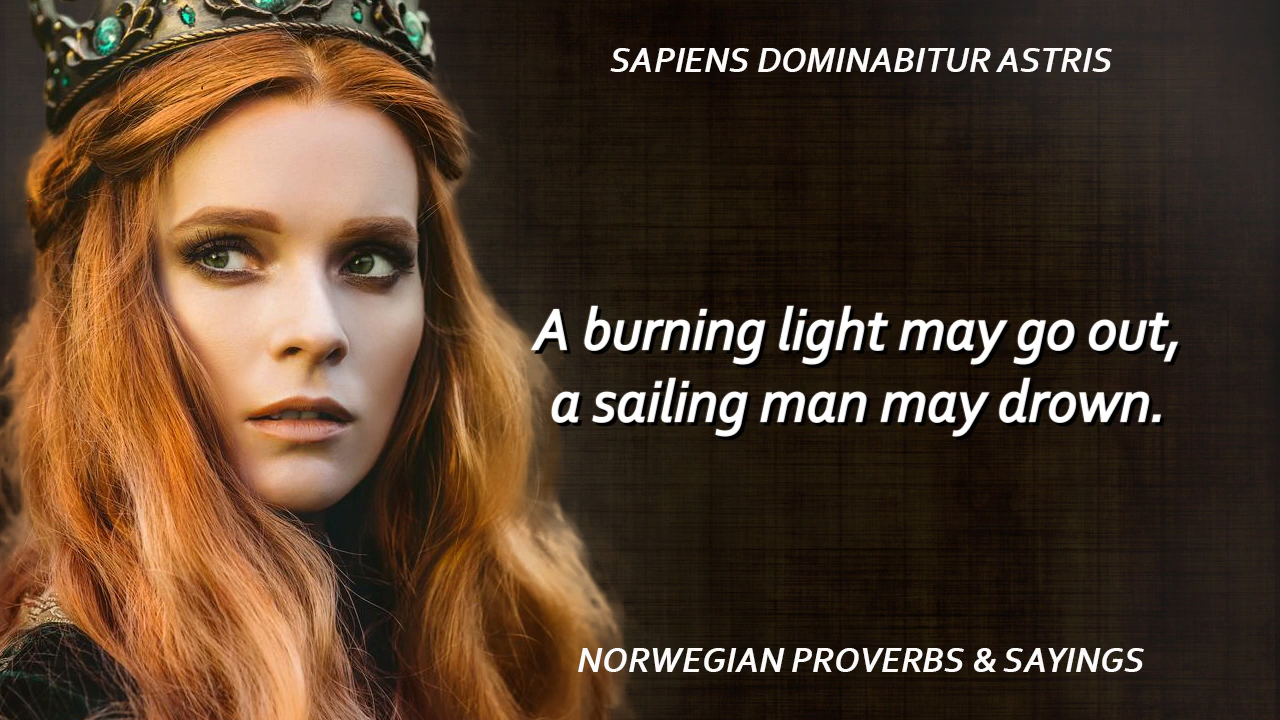 SAPIENS DOMINABITUR ASTRIS
A burning light may go out,
a sailing man may drown.
NORWEGIAN PROVERBS & SAYINGS